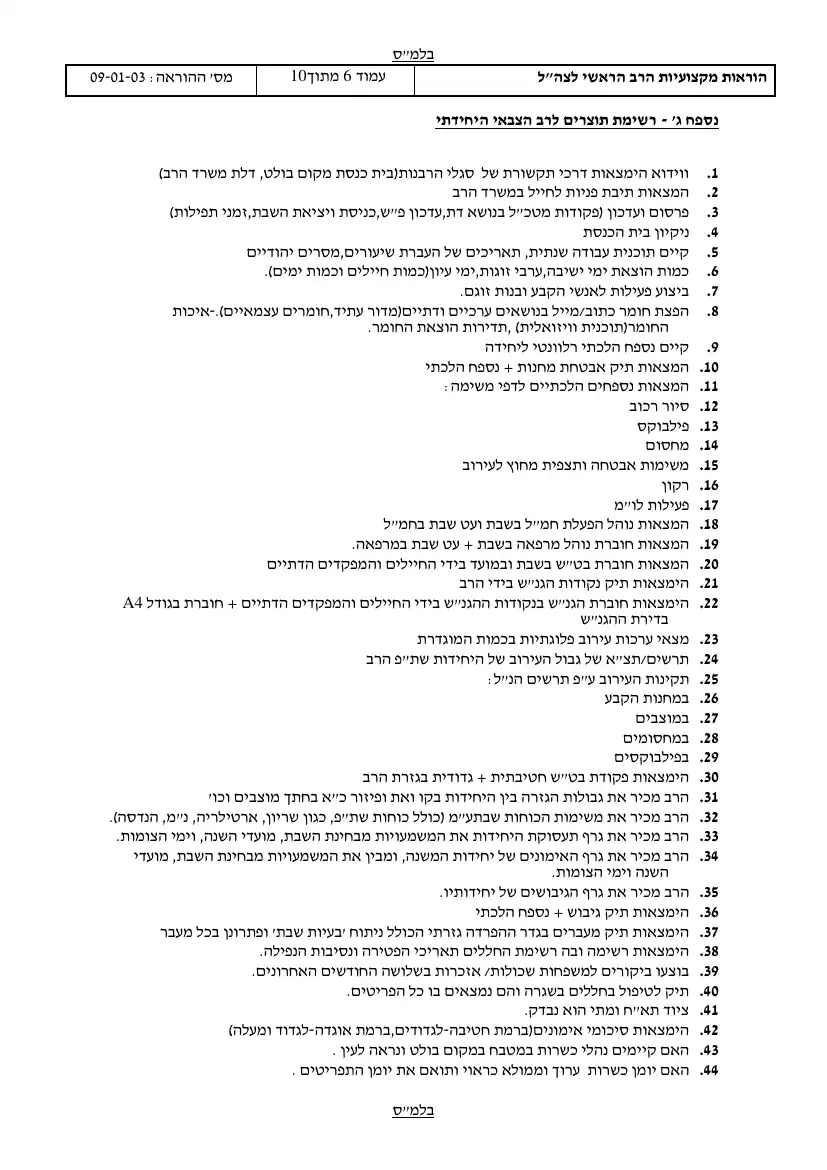 בלמ״ס
הוראות מקצועיות הרב הראשי לצה״ל עמוד 6 מתוך10 מס׳ ההוראה : 09-01-03
נספח ג׳ - רשימת תוצרים לרב הצבאי היחידתי
1. ווידוא הימצאות דרכי תקשורת של סגלי הרבנות(בית כנסת מקום בולט, דלת משרד הרב)
2. המצאות תיבת פניות לחייל במשרד הרב
3. פרסום ועדכון (פקודות מטכ״ל בנושא דת,עדכון פ״ש,כניסת ויציאת השבת,זמני תפילות)
4. ניקיון בית הכנסת
5. קיים תוכנית עבודה שנתית, תאריכים של העברת שיעורים,מסרים יהודיים
6. כמות הוצאת ימי ישיבה,ערבי זוגות,ימי עיון(כמות חיילים וכמות ימים).
7. ביצוע פעילות לאנשי הקבע ובנות זוגם.
8. הפצת חומר כתוב/מייל בנושאים ערכיים ודתיים(מדור עתיד,חומרים עצמאיים).-איכות
החומר(תוכנית וויזואלית) ,תדירות הוצאת החומר.
9. קיים נספח הלכתי רלוונטי ליחידה
10. המצאות תיק אבטחת מחנות + נספח הלכתי
11. המצאות נספחים הלכתיים לדפי משימה :
12. סיור רכוב
13. פילבוקס
14. מחסום
15. משימות אבטחה ותצפית מחוץ לעירוב
16. רקון
17. פעילות לו״מ
18. המצאות נוהל הפעלת חמ״ל בשבת ועט שבת בחמ״ל
19. המצאות חוברת נוהל מרפאה בשבת + עט שבת במרפאה.
20. המצאות חוברת בט״ש בשבת ובמועד בידי החיילים והמפקדים הדתיים
21. הימצאות תיק נקודות הגנ״ש בידי הרב
22. הימצאות חוברת הגנ״ש בנקודות ההגנ״ש בידי החיילים והמפקדים הדתיים + חוברת בגודל A4
בדירת ההגנ״ש
23. מצאי ערכות עירוב פלוגתיות בכמות המוגדרת
24. תרשים/תצ״א של גבול העירוב של היחידות שת״פ הרב
25. תקינות העירוב ע״פ תרשים הנ״ל :
26. במחנות הקבע
27. במוצבים
28. במחסומים
29. בפילבוקסים
30. הימצאות פקודת בט״ש חטיבתית + גדודית בגזרת הרב
31. הרב מכיר את גבולות הגזרה בין היחידות בקו ואת ופיזור כ״א בחתך מוצבים וכו׳
32. הרב מכיר את משימות הכוחות שבתע״מ (כולל כוחות שת״פ, כגון שריון, ארטילריה, נ״מ, הנדסה).
33. הרב מכיר את גרף תעסוקת היחידות את המשמעויות מבחינת השבת, מועדי השנה, וימי הצומות.
34. הרב מכיר את גרף האימונים של יחידות המשנה, ומבין את המשמעויות מבחינת השבת, מועדי
השנה וימי הצומות.
35. הרב מכיר את גרף הגיבושים של יחידותיו.
36. הימצאות תיק גיבוש + נספח הלכתי
37. הימצאות תיק מעברים בגדר ההפרדה גזרתי הכולל ניתוח ׳בעיות שבת׳ ופתרונן בכל מעבר
38. הימצאות רשימה ובה רשימת החללים תאריכי הפטירה ונסיבות הנפילה.
39. בוצעו ביקורים למשפחות שכולות/ אזכרות בשלושה החודשים האחרונים.
40. תיק לטיפול בחללים בשגרה והם נמצאים בו כל הפריטים.
41. ציוד תא״ח ומתי הוא נבדק.
42. הימצאות סיכומי אימונים(ברמת חטיבה-לגדודים,ברמת אוגדה-לגדוד ומעלה)
43. האם קיימים נהלי כשרות במטבח במקום בולט ונראה לעין .
44. האם יומן כשרות ערוך וממולא כראוי ותואם את יומן התפריטים .
בלמ״ס